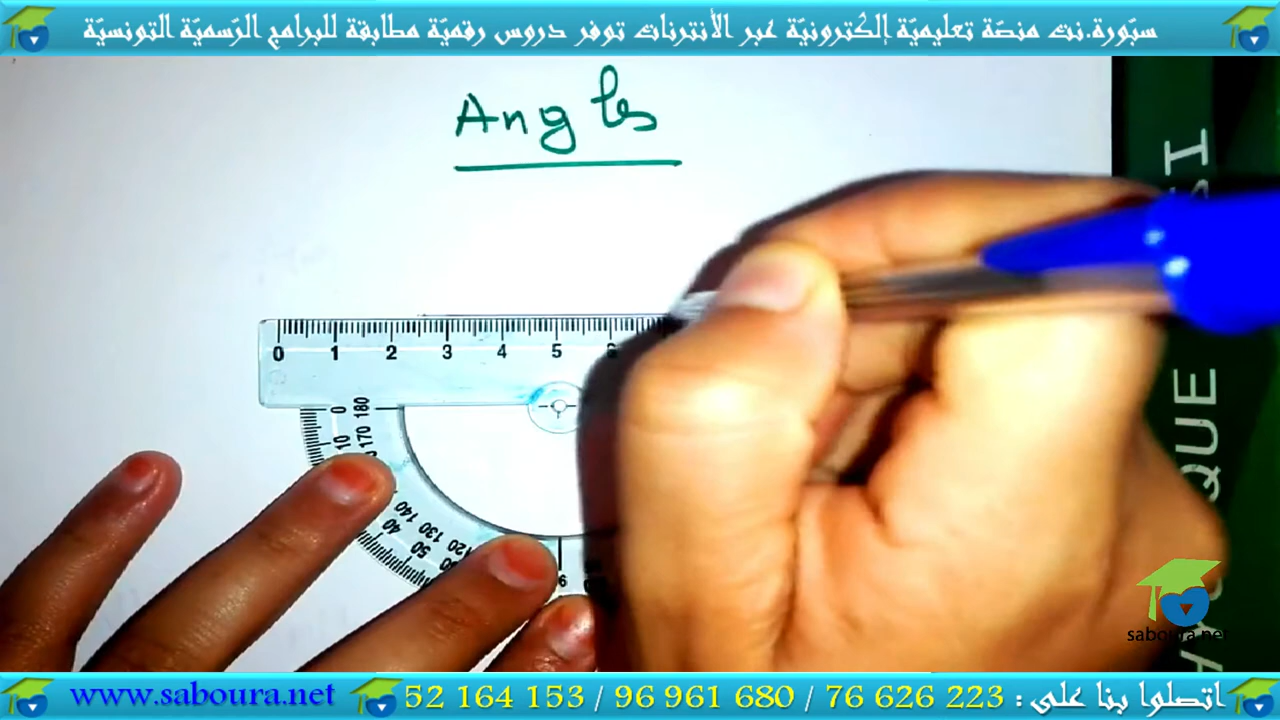 سبّورة.نت منصّة تعليميّة إلكترونيّة عبر الأنترنات توفر دروس رقميّة مطابقة للبرامج الرّسميّة التونسيّة
Angles
0 1 2 3 4 5 6
0 180
10 170
40 140
50 130
120
QUE
saboura.net
www.saboura.net
52 164 153 / 96 961 680 / 76 626 223 : اتصلوا بنا على